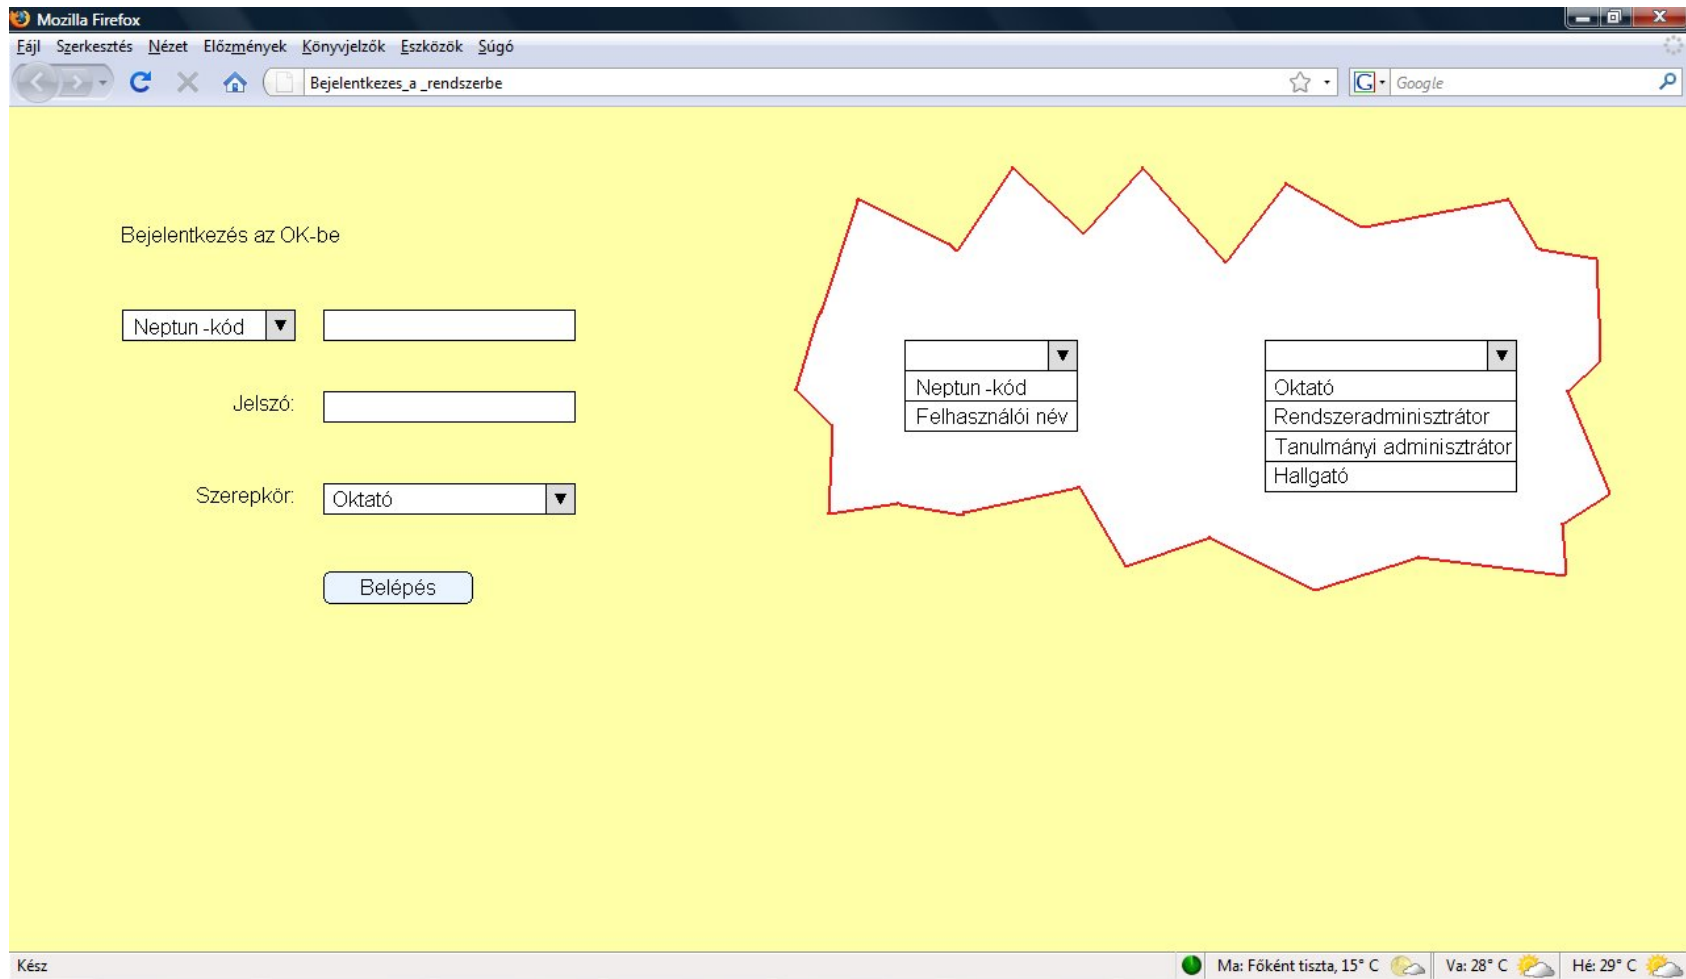 Mozilla Firefox
Fájl Szerkesztés Nézet Előzmények Könyvjelzők Eszközök Súgó
Bejelentkezes_a _rendszerbe
G Google
Bejelentkezés az OK-be
Neptun -kód
Jelszó:
Szerepkör: Oktató
Belépés
Neptun -kód
Felhasználói név
Oktató
Rendszeradminisztrátor
Tanulmányi adminisztrátor
Hallgató
Kész Ma: Főként tiszta, 15° C Va: 28° C Hé: 29° C